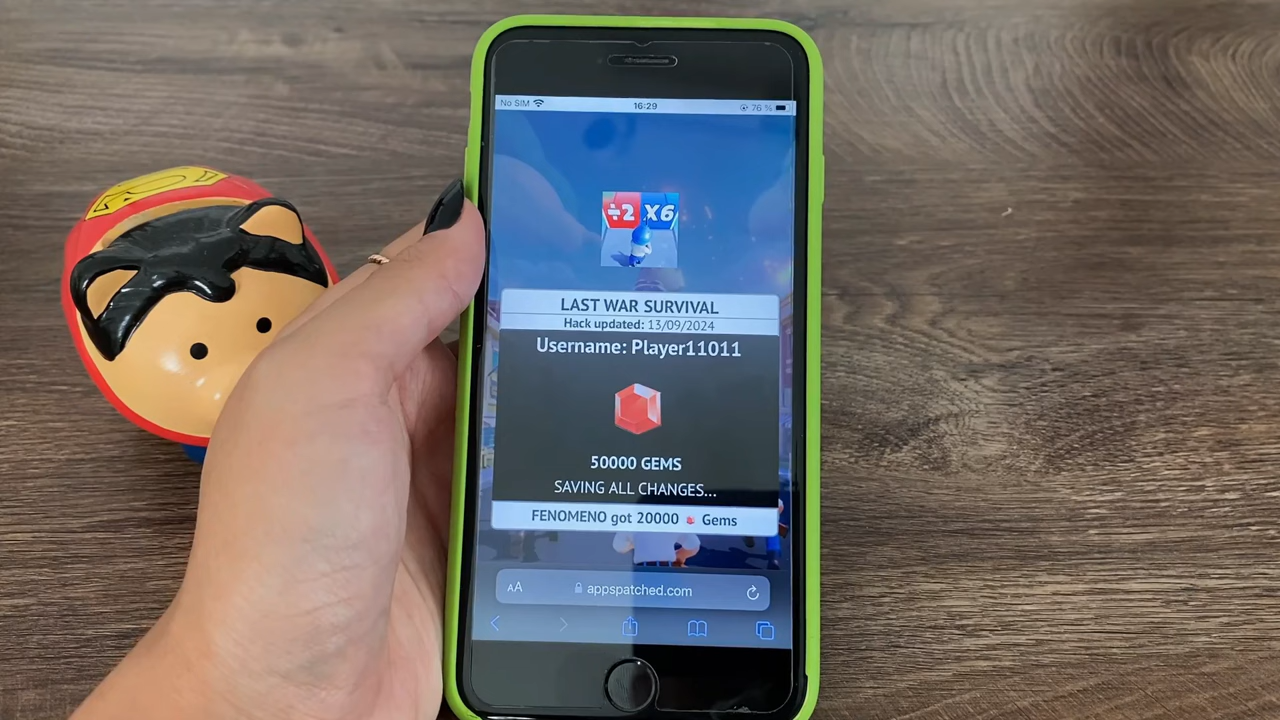 No SIM 16:29 76 %
÷2 X6
LAST WAR SURVIVAL
Hack updated: 13/09/2024
Username: Player11011
50000 GEMS
SAVING ALL CHANGES...
FENOMENO got 20000 Gems
AA appspatched.com